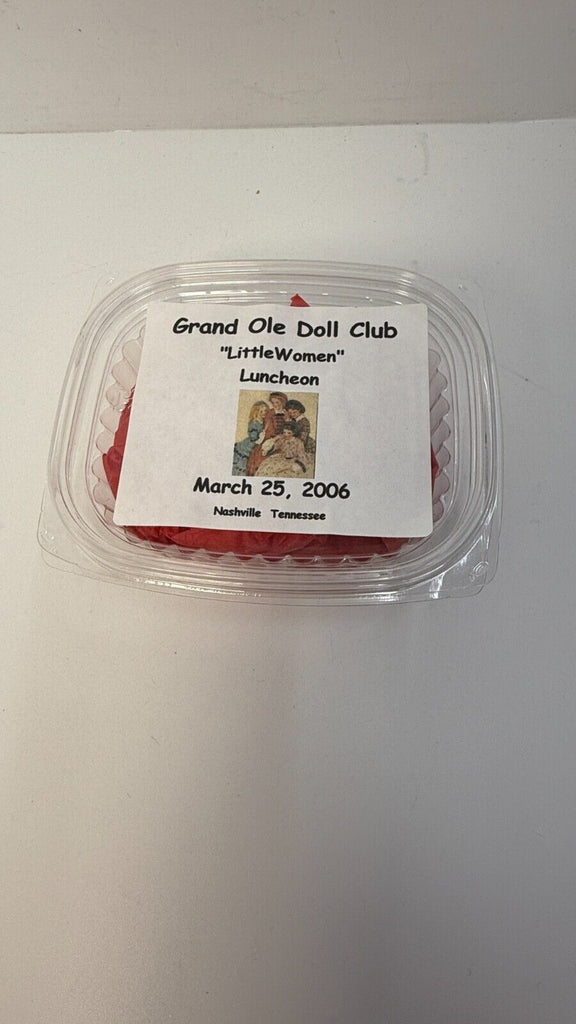 Grand Ole Doll Club
"LittleWomen"
Luncheon
March 25, 2006
Nashville Tennessee